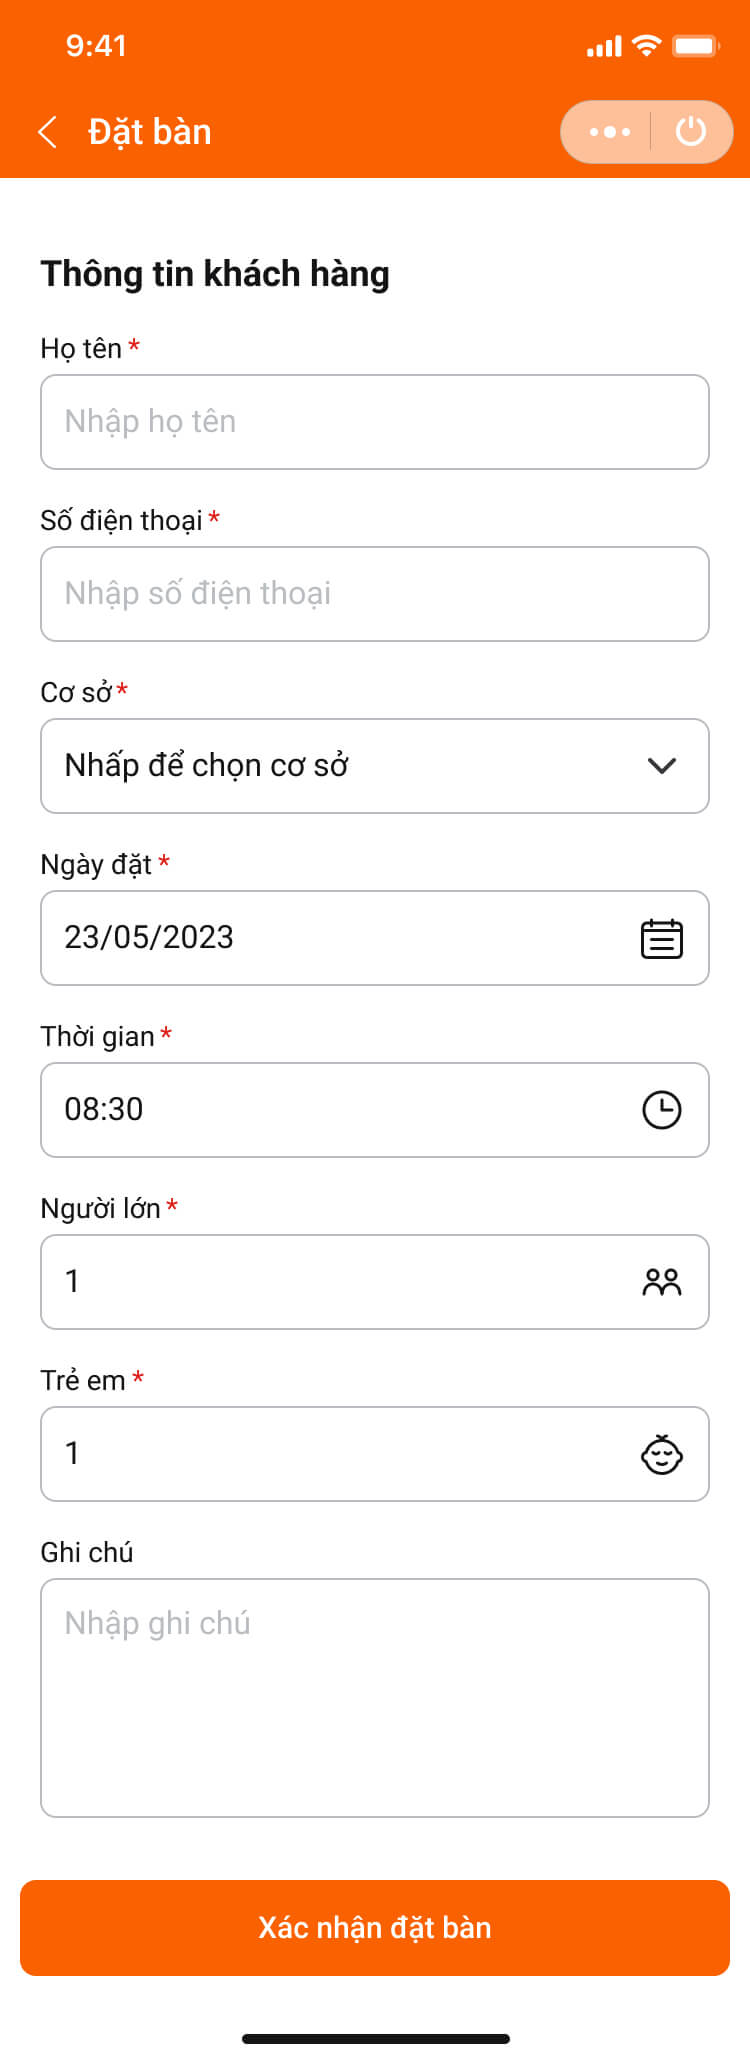 9:41
Đặt bàn
Thông tin khách hàng
Họ tên *
Nhập họ tên
Số điện thoại *
Nhập số điện thoại
Cơ sở *
Nhấp để chọn cơ sở
Ngày đặt *
23/05/2023
Thời gian *
08:30
Người lớn *
1
Trẻ em *
1
Ghi chú
Nhập ghi chú
Xác nhận đặt bàn